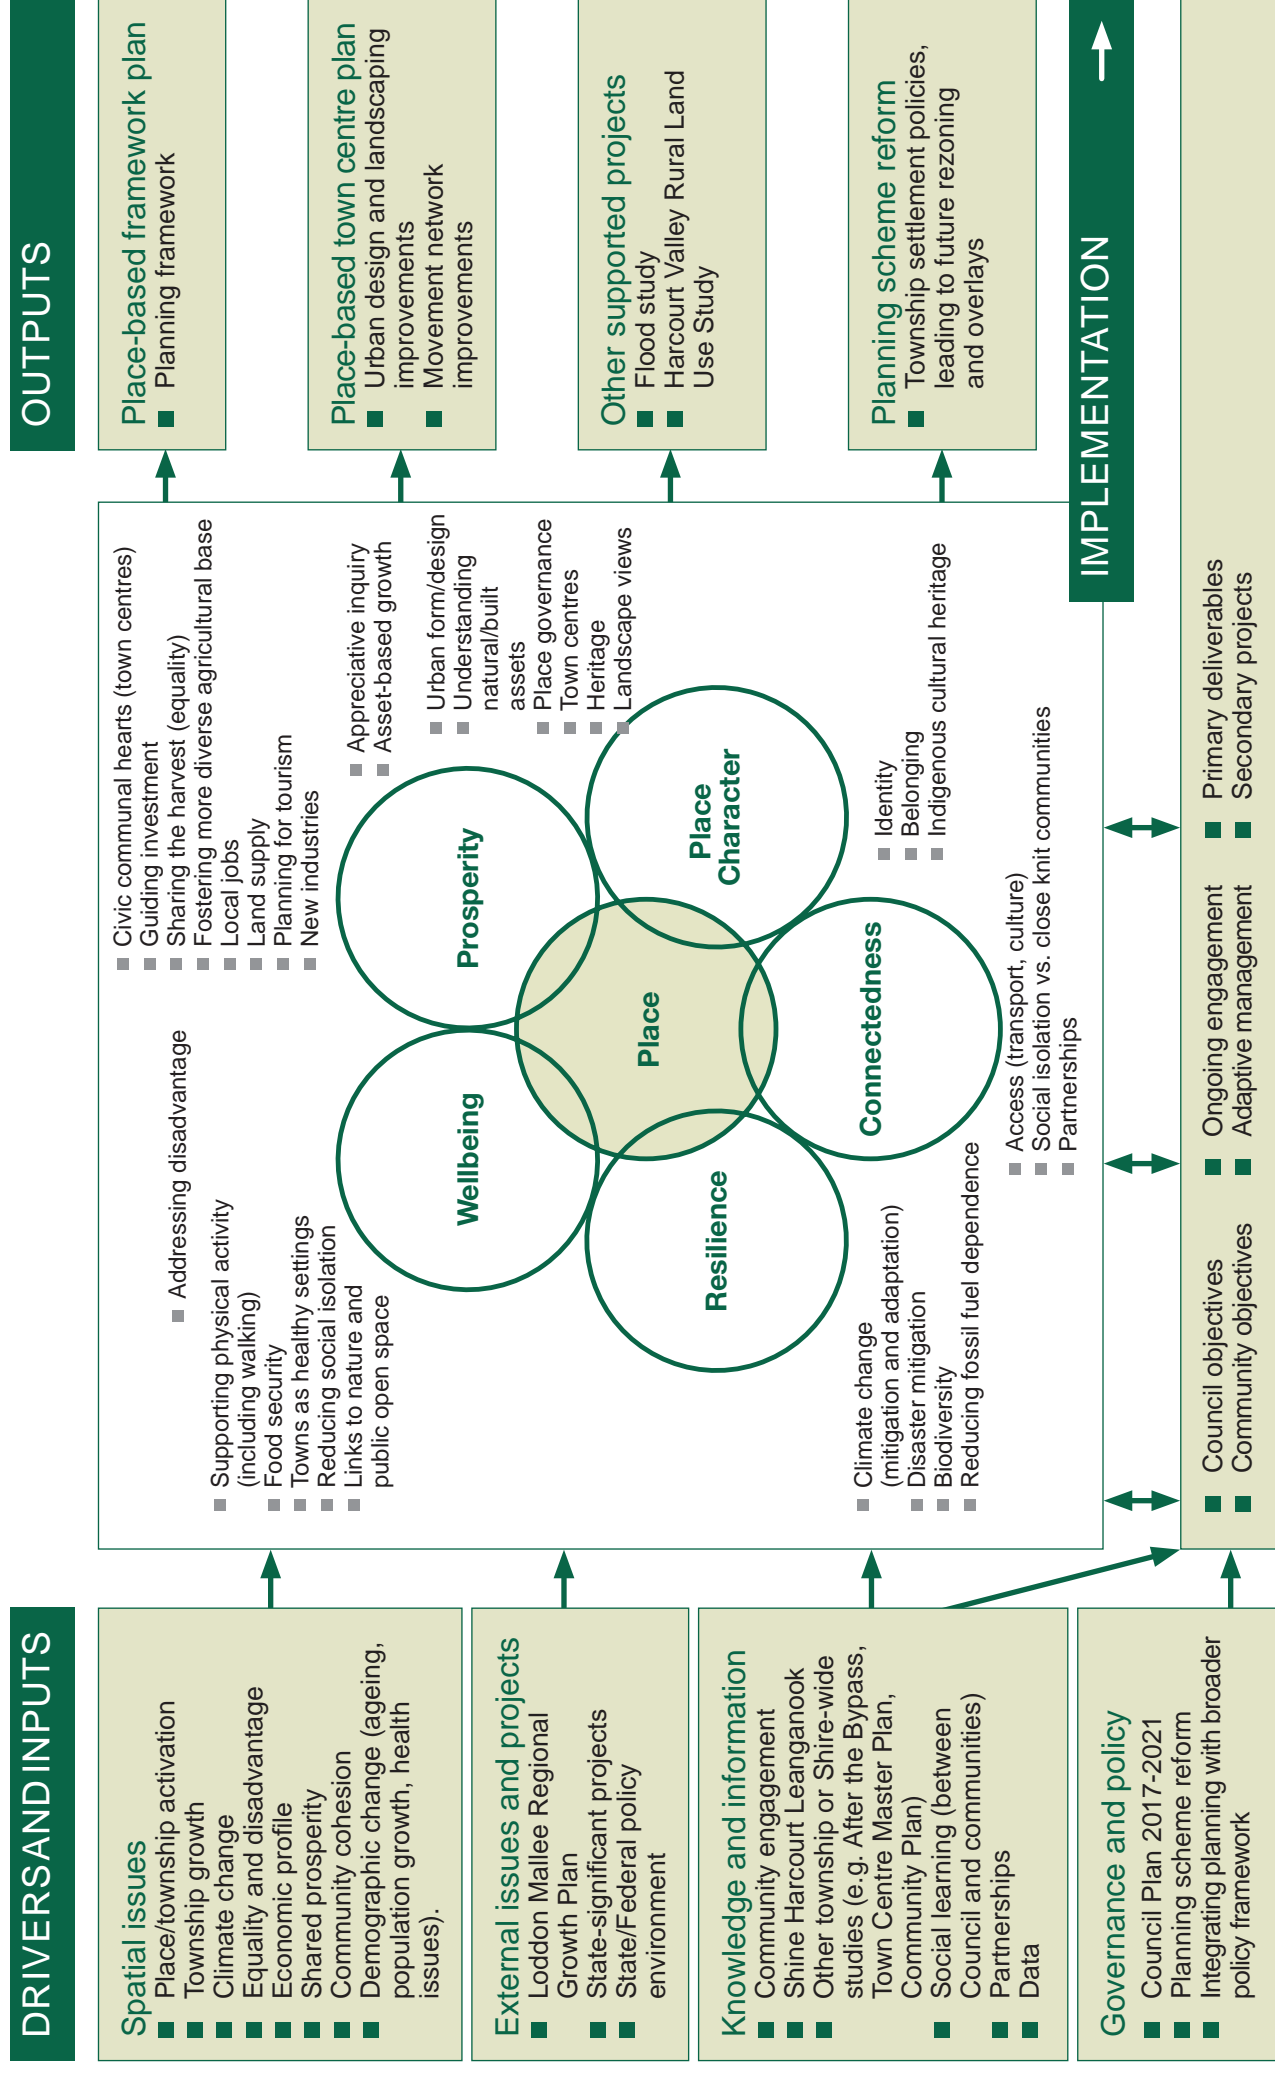 DRIVERS AND INPUTS
Spatial issues
Place/township activation
Township growth
Climate change
Equality and disadvantage
Economic profile
Shared prosperity
Community cohesion
Demographic change (ageing,
population growth, health
issues).
External issues and projects
Loddon Mallee Regional
Growth Plan
State-significant projects
State/Federal policy
environment
Knowledge and information
Community engagement
Shine Harcourt Leanganook
Other township or Shire-wide
studies (e.g. After the Bypass,
Town Centre Master Plan,
Community Plan)
Social learning (between
Council and communities)
Partnerships
Data
Governance and policy
Council Plan 2017-2021
Planning scheme reform
Integrating planning with broader
policy framework
Addressing disadvantage
Supporting physical activity
(including walking)
Food security
Towns as healthy settings
Reducing social isolation
Links to nature and
public open space
Civic communal hearts (town centres)
Guiding investment
Sharing the harvest (equality)
Fostering more diverse agricultural base
Local jobs
Land supply
Planning for tourism
New industries
Appreciative inquiry
Asset-based growth
Urban form/design
Understanding
natural/built
assets
Place governance
Town centres
Heritage
Landscape views
Wellbeing
Prosperity
Place
Place
Character
Resilience
Connectedness
Climate change
(mitigation and adaptation)
Disaster mitigation
Biodiversity
Reducing fossil fuel dependence
Identity
Belonging
Indigenous cultural heritage
Access (transport, culture)
Social isolation vs. close knit communities
Partnerships
OUTPUTS
Place-based framework plan
Planning framework
Place-based town centre plan
Urban design and landscaping
improvements
Movement network
improvements
Other supported projects
Flood study
Harcourt Valley Rural Land
Use Study
Planning scheme reform
Township settlement policies,
leading to future rezoning
and overlays
IMPLEMENTATION
Council objectives
Community objectives
Ongoing engagement
Adaptive management
Primary deliverables
Secondary projects